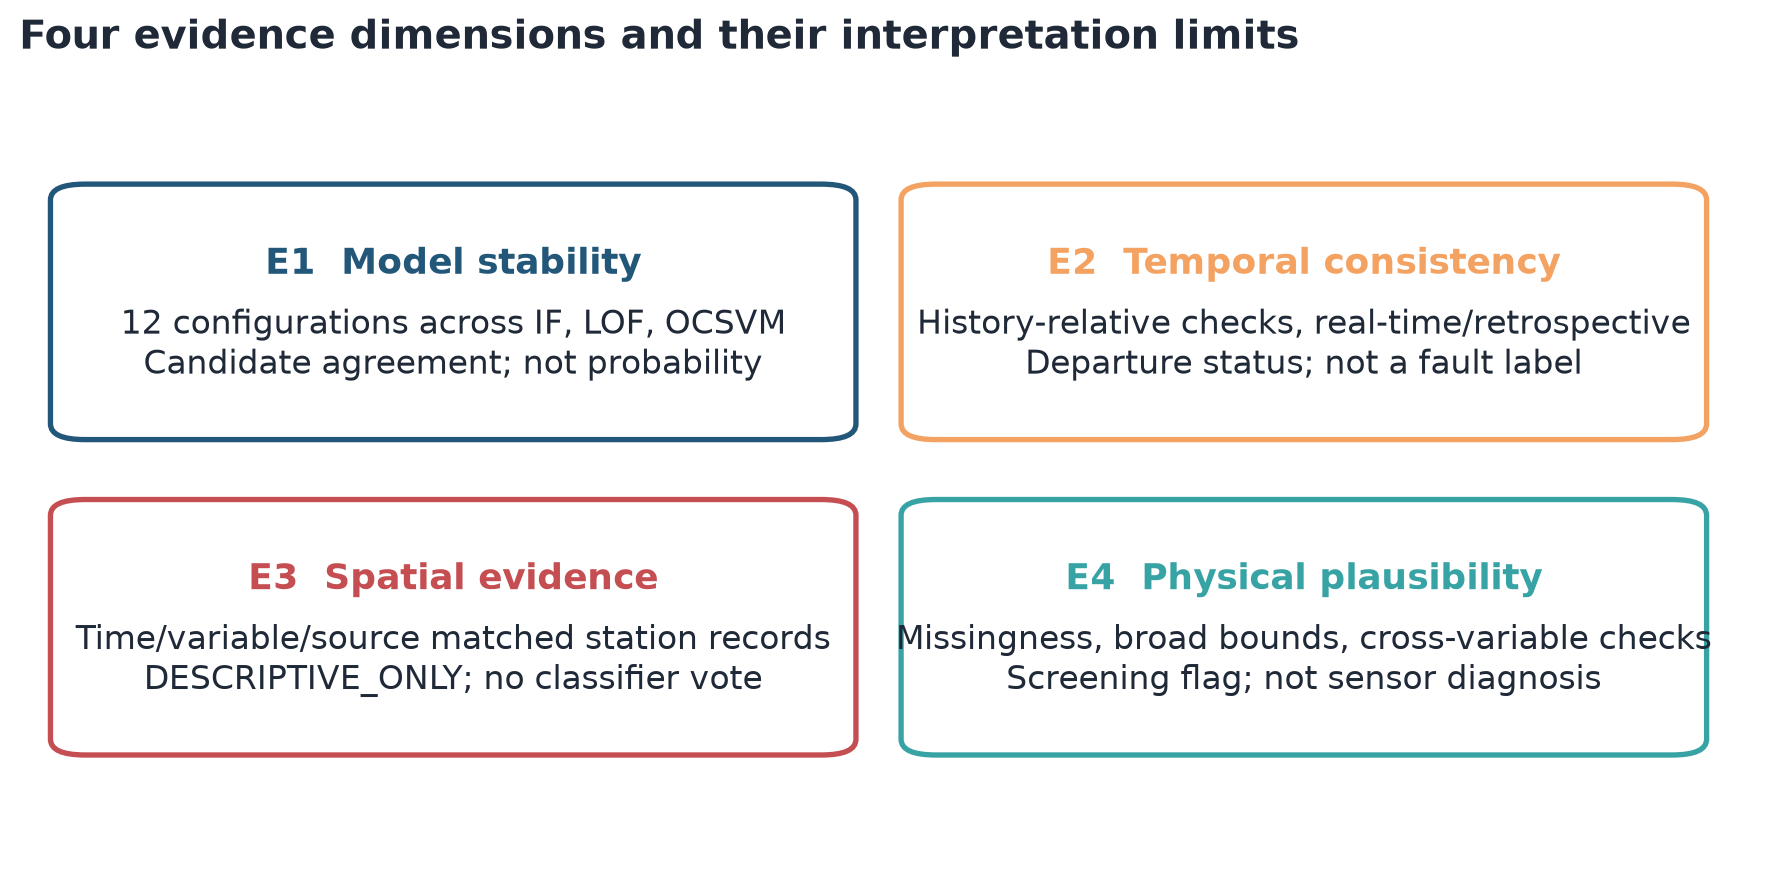 Four evidence dimensions and their interpretation limits
E1 Model stability
12 configurations across IF, LOF, OCSVM
Candidate agreement; not probability
E2 Temporal consistency
History-relative checks, real-time/retrospective
Departure status; not a fault label
E3 Spatial evidence
Time/variable/source matched station records
DESCRIPTIVE_ONLY; no classifier vote
E4 Physical plausibility
Missingness, broad bounds, cross-variable checks
Screening flag; not sensor diagnosis